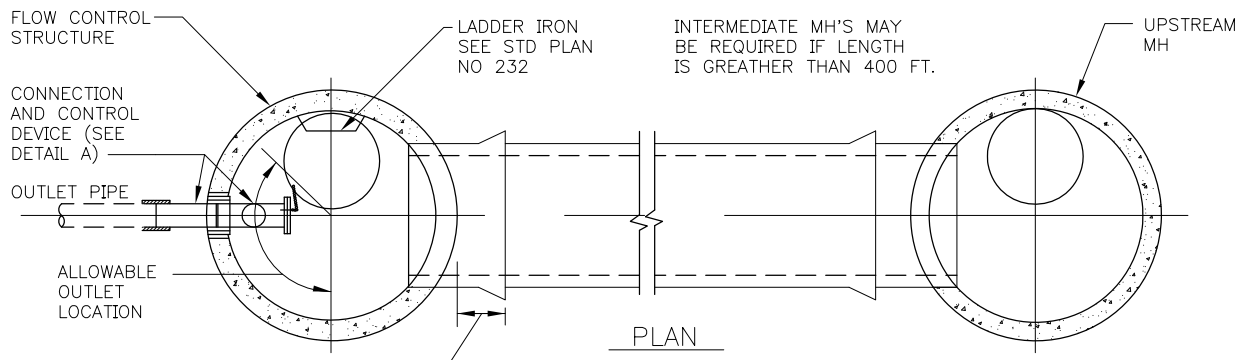 FLOW CONTROL
STRUCTURE
LADDER IRON
SEE STD PLAN
NO 232
INTERMEDIATE MH'S MAY
BE REQUIRED IF LENGTH
IS GREATHER THAN 400 FT.
UPSTREAM
MH
CONNECTION
AND CONTROL
DEVICE (SEE
DETAIL A)
OUTLET PIPE
ALLOWABLE
OUTLET
LOCATION
PLAN